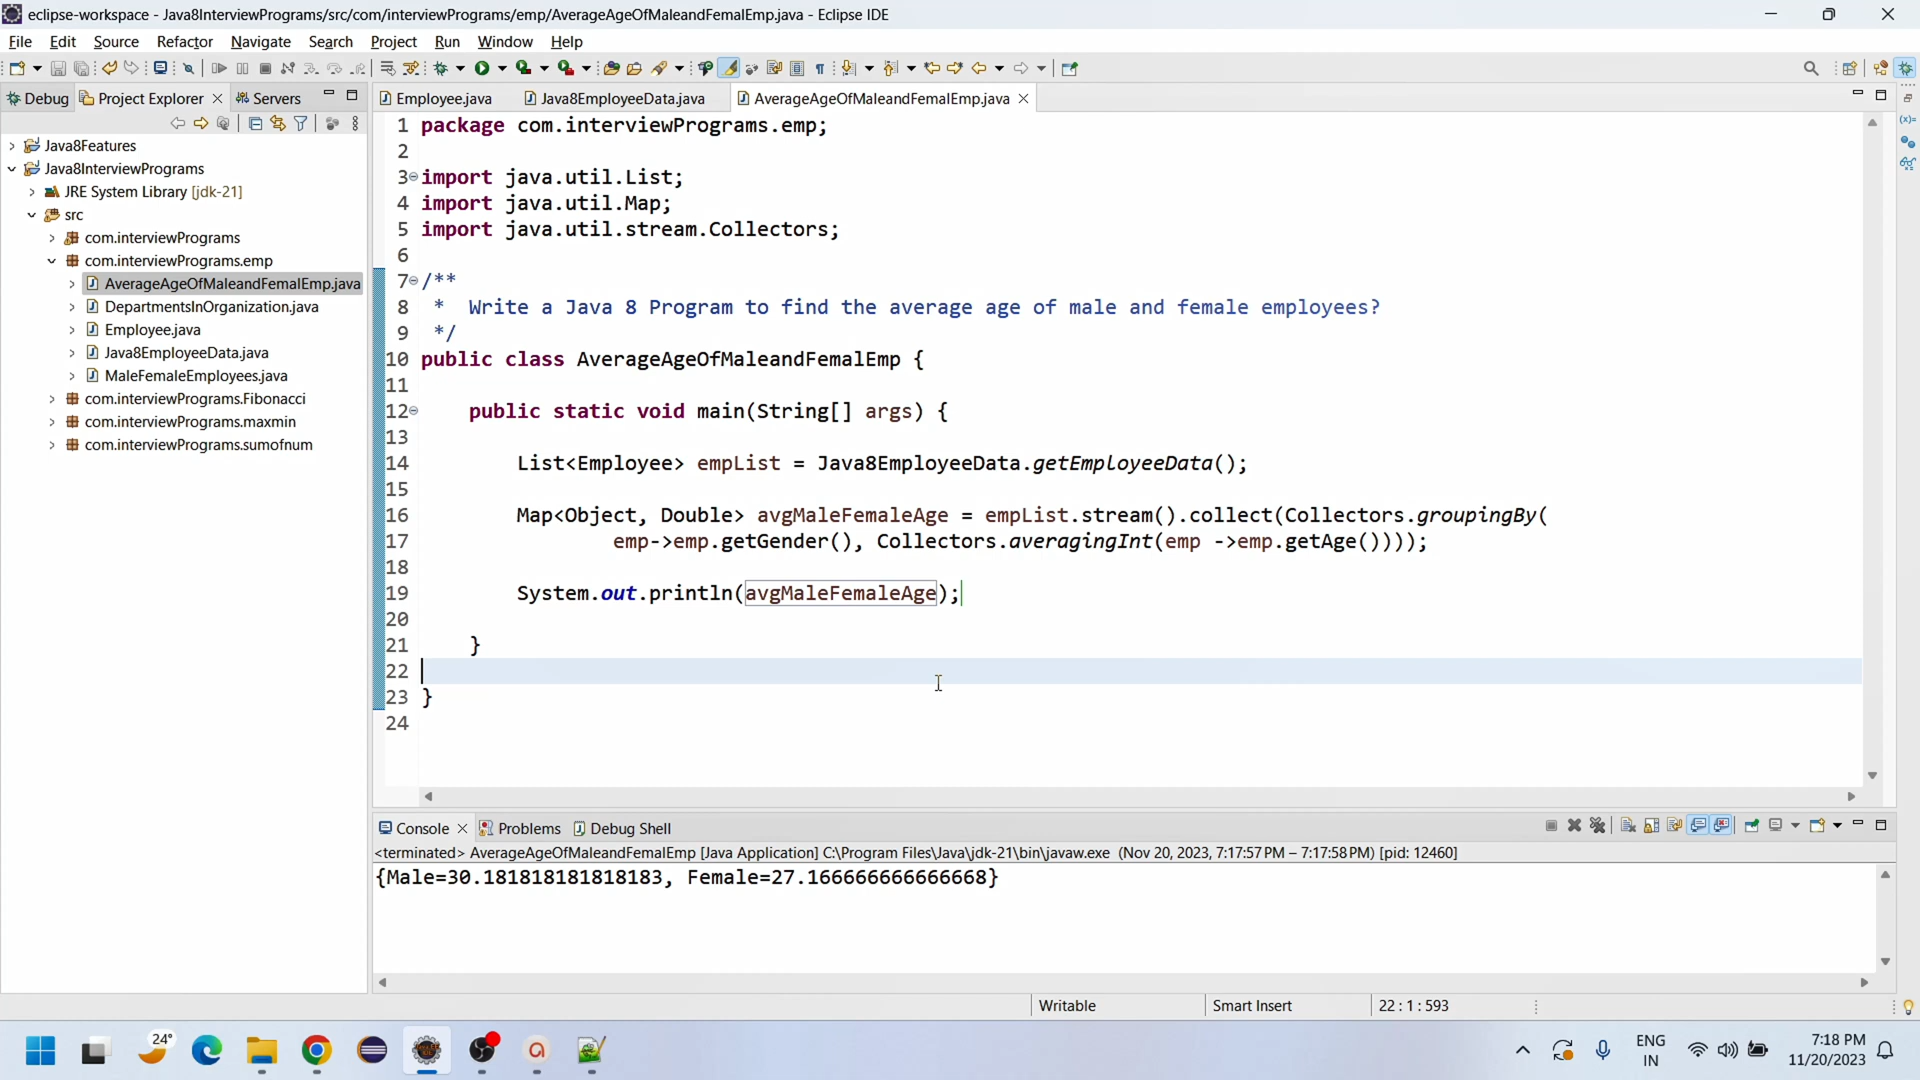 eclipse-workspace - Java8InterviewPrograms/src/com/interviewPrograms/emp/AverageAgeOfMaleandFemalEmp.java - Eclipse IDE
File Edit Source Refactor Navigate Search Project Run Window Help
Debug Project Explorer Servers
Employee.java Java8EmployeeData.java AverageAgeOfMaleandFemalEmp.java
Java8Features
Java8InterviewPrograms
JRE System Library [jdk-21]
src
com.interviewPrograms
com.interviewPrograms.emp
AverageAgeOfMaleandFemalEmp.java
DepartmentsInOrganization.java
Employee.java
Java8EmployeeData.java
MaleFemaleEmployees.java
com.interviewPrograms.Fibonacci
com.interviewPrograms.maxmin
com.interviewPrograms.sumofnum
1 package com.interviewPrograms.emp;
2
3 import java.util.List;
4 import java.util.Map;
5 import java.util.stream.Collectors;
6
7 /**
8  *  Write a Java 8 Program to find the average age of male and female employees?
9  */
10 public class AverageAgeOfMaleandFemalEmp {
11
12     public static void main(String[] args) {
13
14         List<Employee> empList = Java8EmployeeData.getEmployeeData();
15
16         Map<Object, Double> avgMaleFemaleAge = empList.stream().collect(Collectors.groupingBy(
17                 emp->emp.getGender(), Collectors.averagingInt(emp ->emp.getAge())));
18
19         System.out.println(avgMaleFemaleAge);
20
21     }
22
23 }
24
Console Problems Debug Shell
<terminated> AverageAgeOfMaleandFemalEmp [Java Application] C:\Program Files\Java\jdk-21\bin\javaw.exe (Nov 20, 2023, 7:17:57 PM – 7:17:58 PM) [pid: 12460]
{Male=30.181818181818183, Female=27.166666666666668}
Writable Smart Insert 22 : 1 : 593
24°
ENG
IN
7:18 PM
11/20/2023